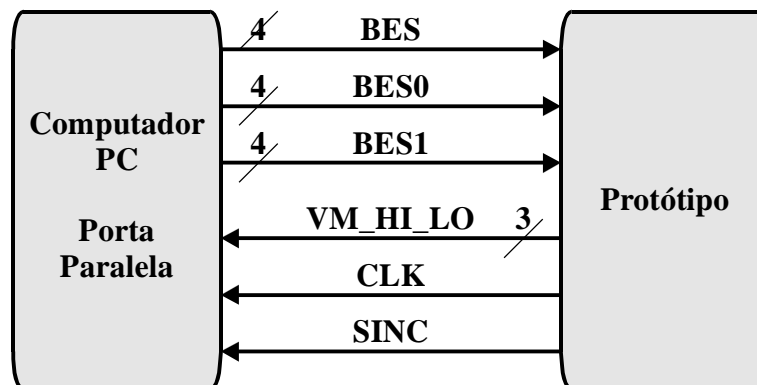 Computador
PC
Porta
Paralela
4 BES
4 BES0
4 BES1
VM_HI_LO 3
CLK
SINC
Protótipo